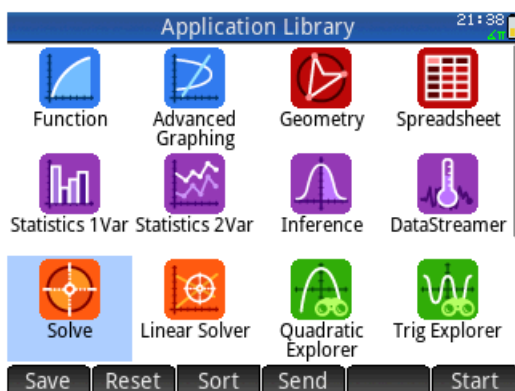 Application Library
21:38
∡π
Function
Advanced
Graphing
Geometry
Spreadsheet
Statistics 1Var
Statistics 2Var
Inference
DataStreamer
Solve
Linear Solver
Quadratic
Explorer
Trig Explorer
Save
Reset
Sort
Send
Start